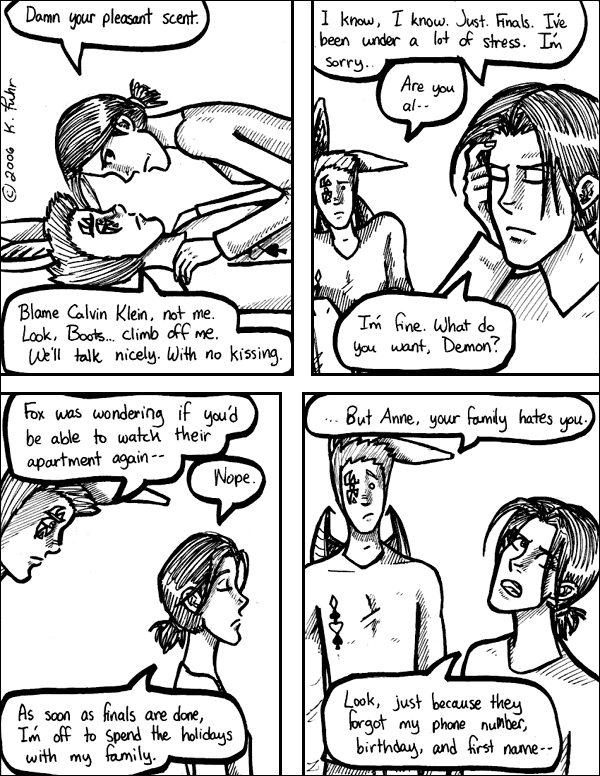 Damn your pleasant scent.
© 2006 K. Ruhr
Blame Calvin Klein, not me.
Look, Boots... climb off me.
We'll talk nicely. With no kissing.
I know, I know. Just. Finals. I've
been under a lot of stress. I'm
sorry..
Are you
al--
I'm fine. What do
you want, Demon?
Fox was wondering if you'd
be able to watch their
apartment again--
Nope.
As soon as finals are done,
I'm off to spend the holidays
with my family.
... But Anne, your family hates you.
Look, just because they
forgot my phone number,
birthday, and first name--